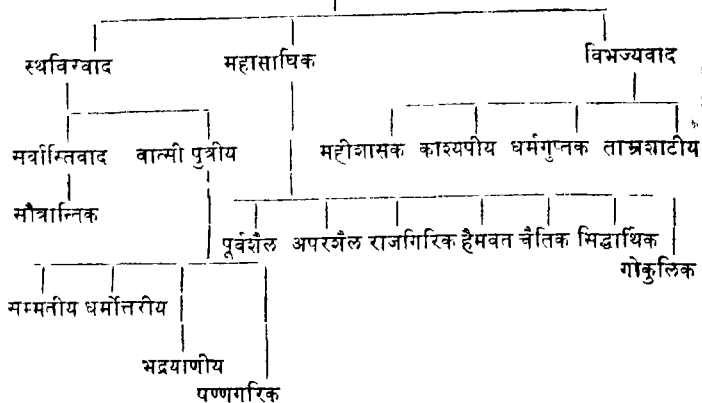 स्थविरवाद महासाघिक विभज्यवाद
सर्वास्तिवाद वात्सी पुत्रीय महीशासक काश्यपीय धर्मगुप्तक ताम्रशाटीय
सौत्रान्तिक
पूर्वशैल अपरशैल राजगिरिक हैमवत चैतिक सिद्धार्थिक
गोकुलिक
सम्मतीय धर्मोत्तरीय
भद्रयाणीय
पण्णगरिक